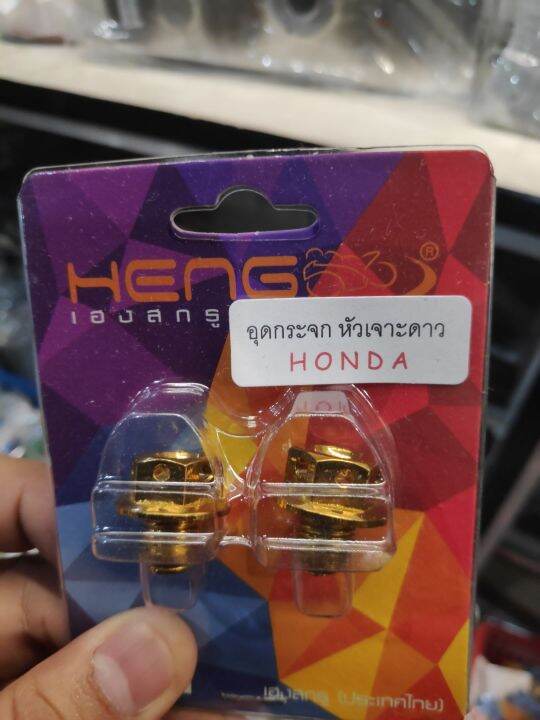 HENG
®
เฮงสกรู
อุดกระจก หัวเจาะดาว
HONDA
เฮงสกรู (ประเทศไทย)